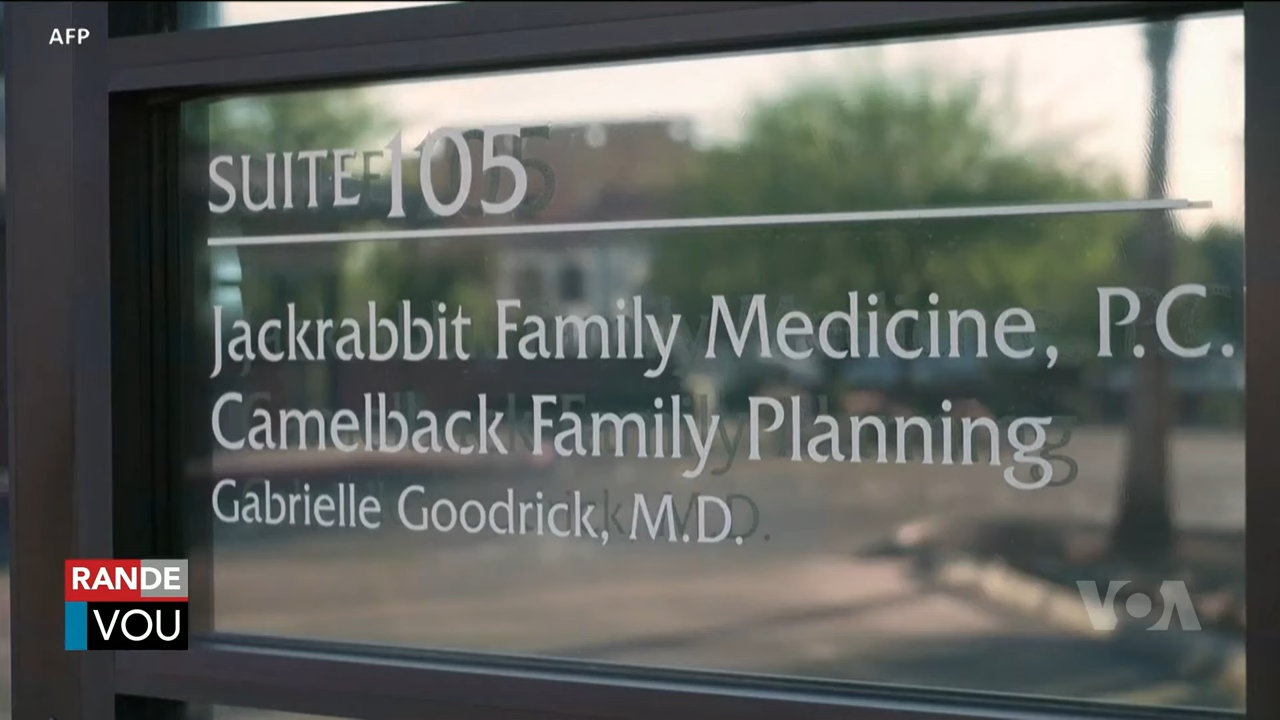 AFP
SUITE 105
Jackrabbit Family Medicine, P.C.
Camelback Family Planning
Gabrielle Goodrick, M.D.
RANDE
VOU
VOA